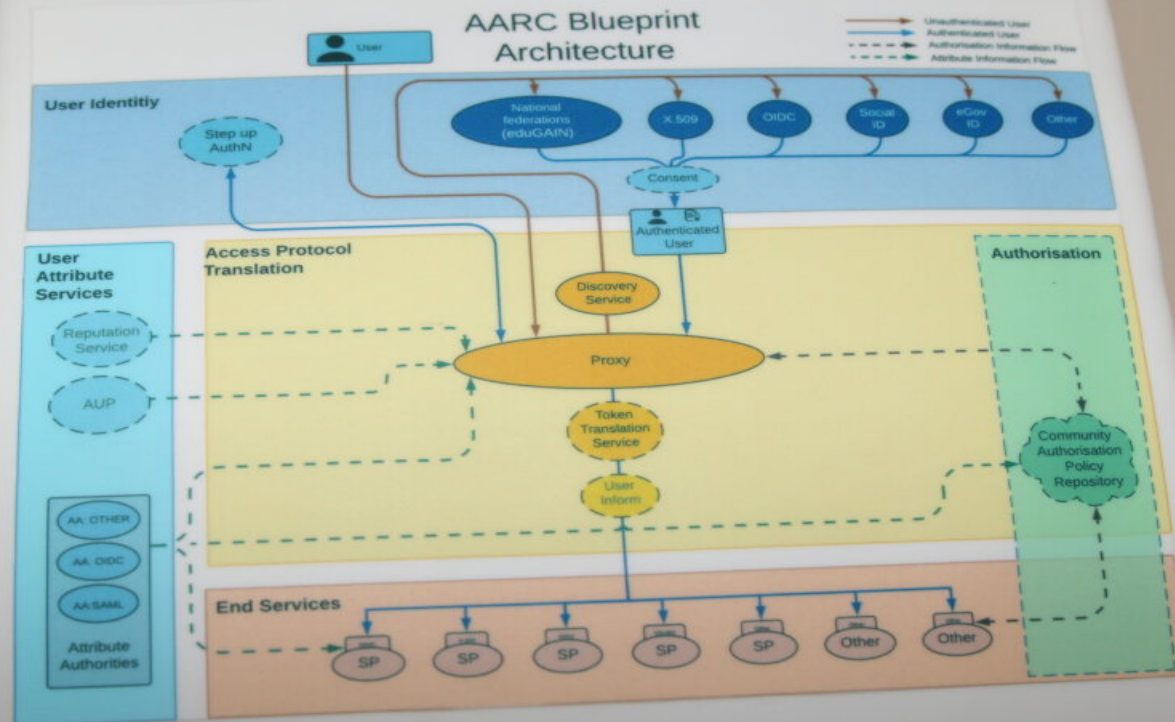 AARC Blueprint
Architecture
User
Unauthenticated User
Authenticated User
Authorisation Information Flow
Attribute Information Flow
User Identitiy
Step up
AuthN
National
federations
(eduGAIN)
X.509
OIDC
Social
ID
eGov
ID
Other
Consent
Authenticated
User
User
Attribute
Services
Access Protocol
Translation
Authorisation
Discovery
Service
Reputation
Service
Proxy
AUP
Token
Translation
Service
User
Inform
Community
Authorisation
Policy
Repository
AA: OTHER
AA: OIDC
AA:SAML
Attribute
Authorities
End Services
SP
SP
SP
SP
SP
Other
Other